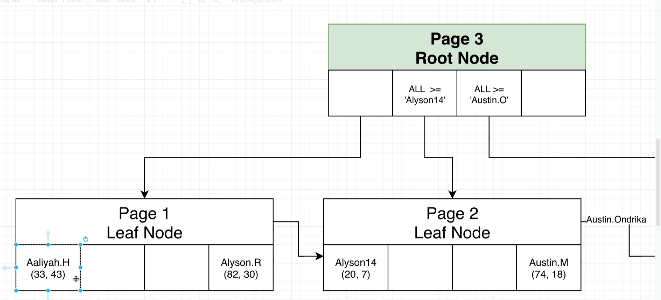 Page 3
Root Node
ALL >=
'Alyson14'
ALL >=
'Austin.O'
Page 1
Leaf Node
Aaliyah.H
(33, 43)
Alyson.R
(82, 30)
Page 2
Leaf Node
Alyson14
(20, 7)
Austin.M
(74, 18)
Austin.Ondrika